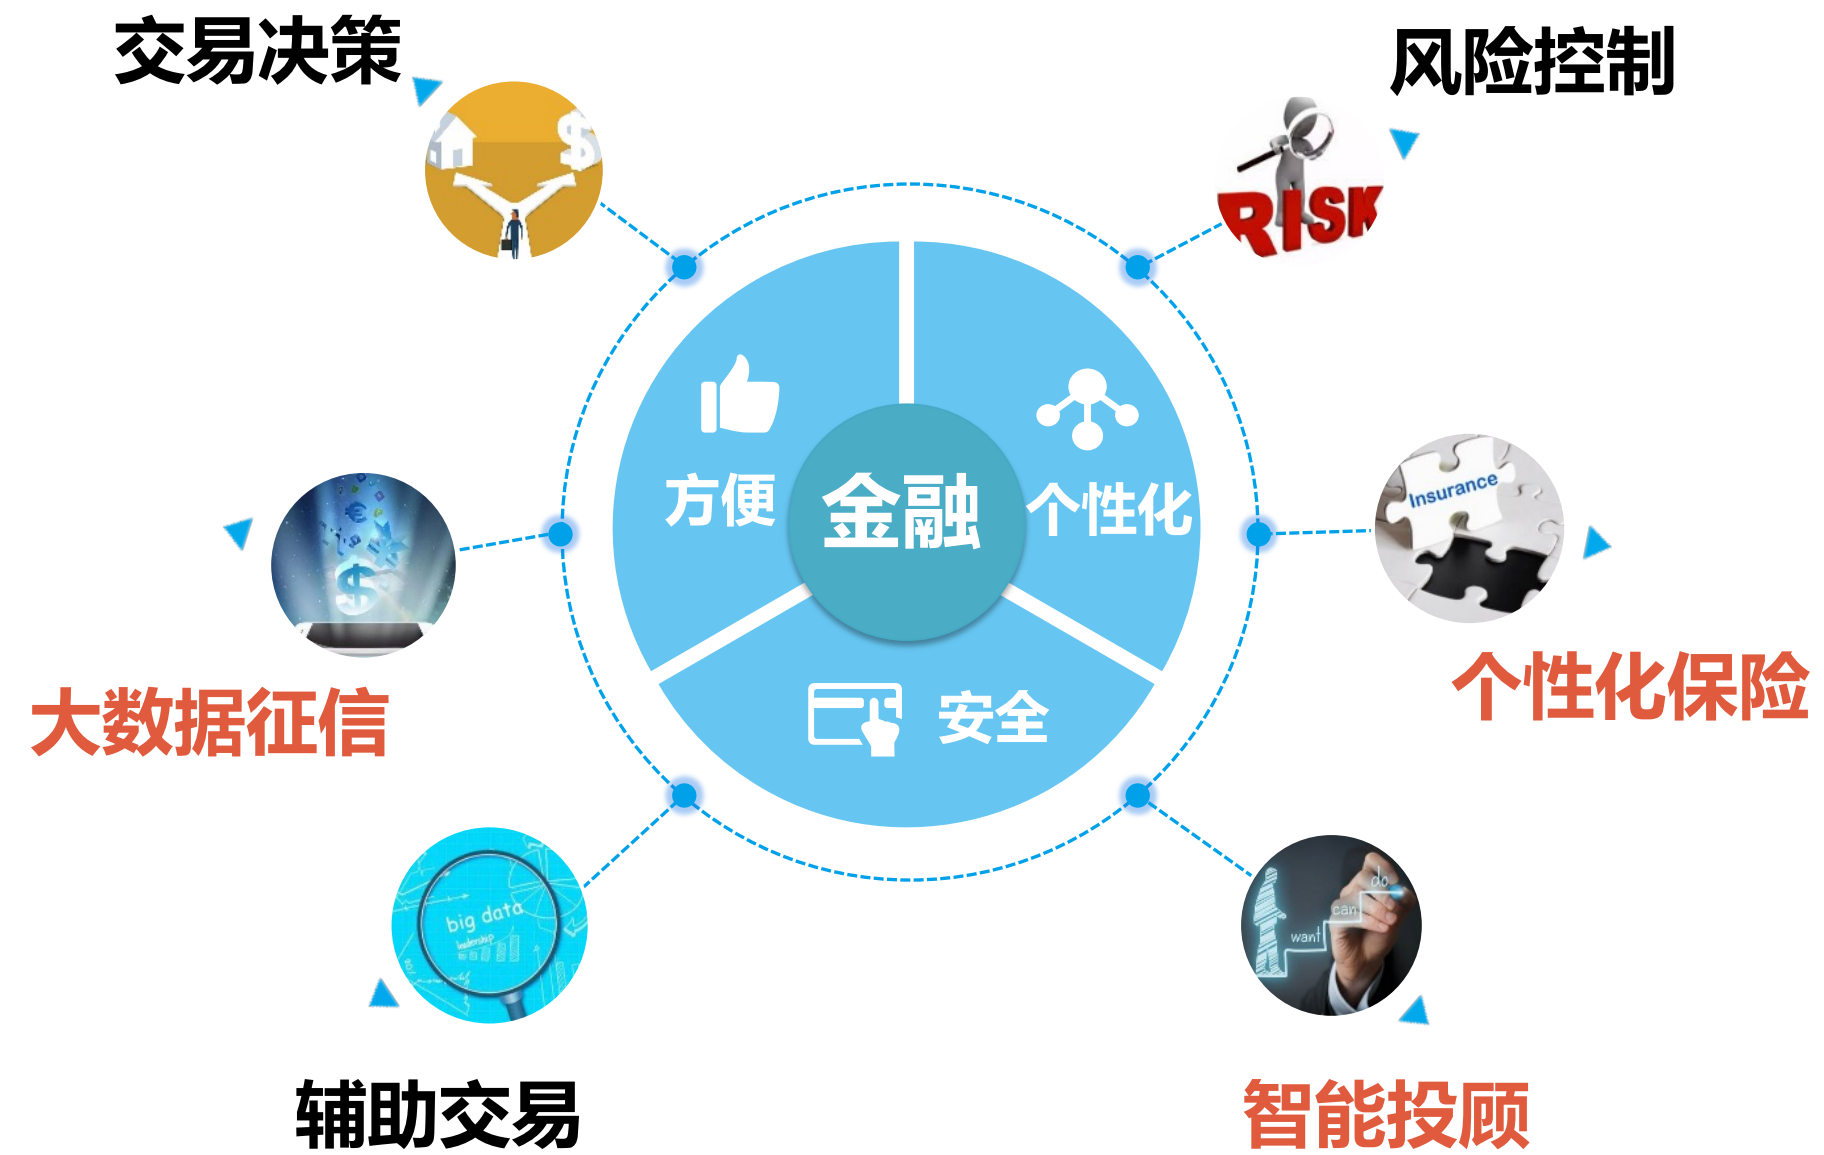 交易决策
风险控制
RISK
方便
金融
个性化
Insurance
大数据征信
个性化保险
安全
big data
leadership
do
can
want
辅助交易
智能投顾